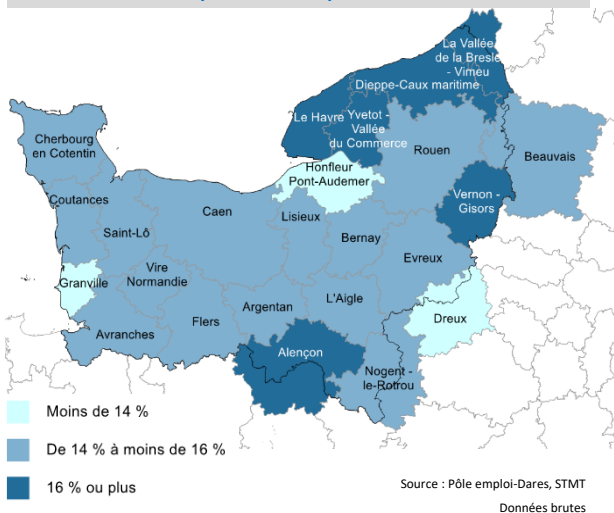 La Vallée
de la Bresle
- Vimeu
Dieppe-Caux maritime
Le Havre
Yvetot -
Vallée
du Commerce
Rouen
Beauvais
Cherbourg
en Cotentin
Honfleur
Pont-Audemer
Vernon -
Gisors
Coutances
Caen
Lisieux
Saint-Lô
Bernay
Evreux
Granville
Vire
Normandie
Argentan
L'Aigle
Dreux
Avranches
Flers
Alençon
Nogent -
le-Rotrou
Moins de 14 %
De 14 % à moins de 16 %
16 % ou plus
Source : Pôle emploi-Dares, STMT
Données brutes